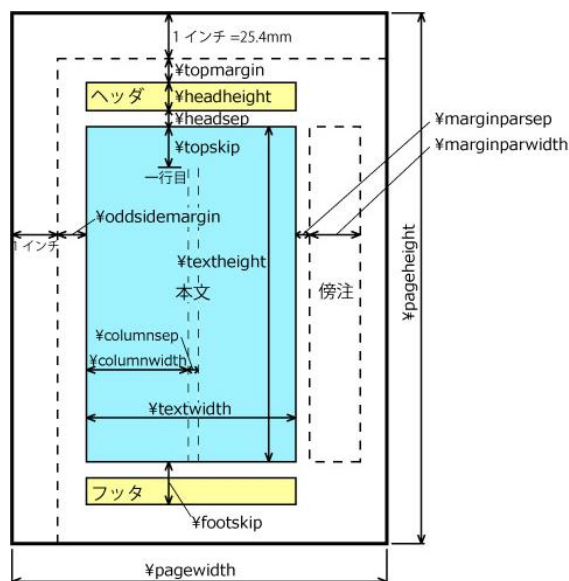 1 インチ =25.4mm
¥topmargin
ヘッダ
¥headheight
¥headsep
¥marginparsep
¥topskip
¥marginparwidth
一行目
¥oddsidemargin
1 インチ
¥textheight
¥pageheight
本文
傍注
¥columnsep
¥columnwidth
¥textwidth
フッタ
¥footskip
¥pagewidth